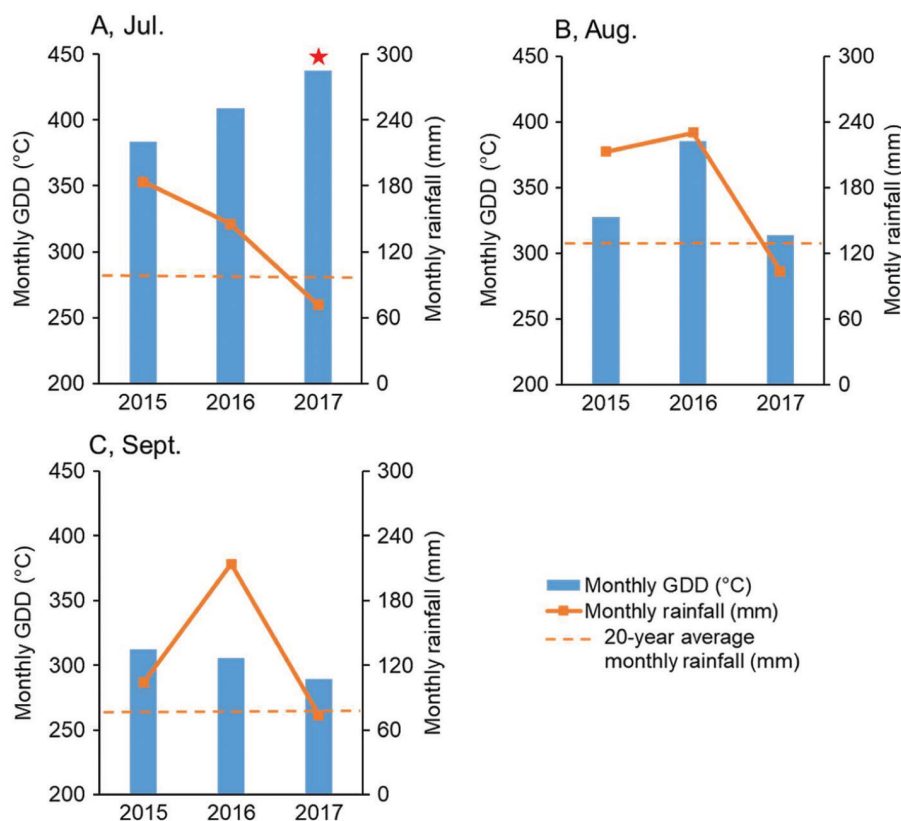 A, Jul.
450
400
350
300
250
200
Monthly GDD (°C)
300
240
180
120
60
0
Monthly rainfall (mm)
2015 2016 2017
B, Aug.
450
400
350
300
250
200
Monthly GDD (°C)
300
240
180
120
60
0
Montly rainfall (mm)
2015 2016 2017
C, Sept.
450
400
350
300
250
200
Monthly GDD (°C)
300
240
180
120
60
0
Monthly rainfall (mm)
2015 2016 2017
Monthly GDD (°C)
Monthly rainfall (mm)
20-year average
monthly rainfall (mm)